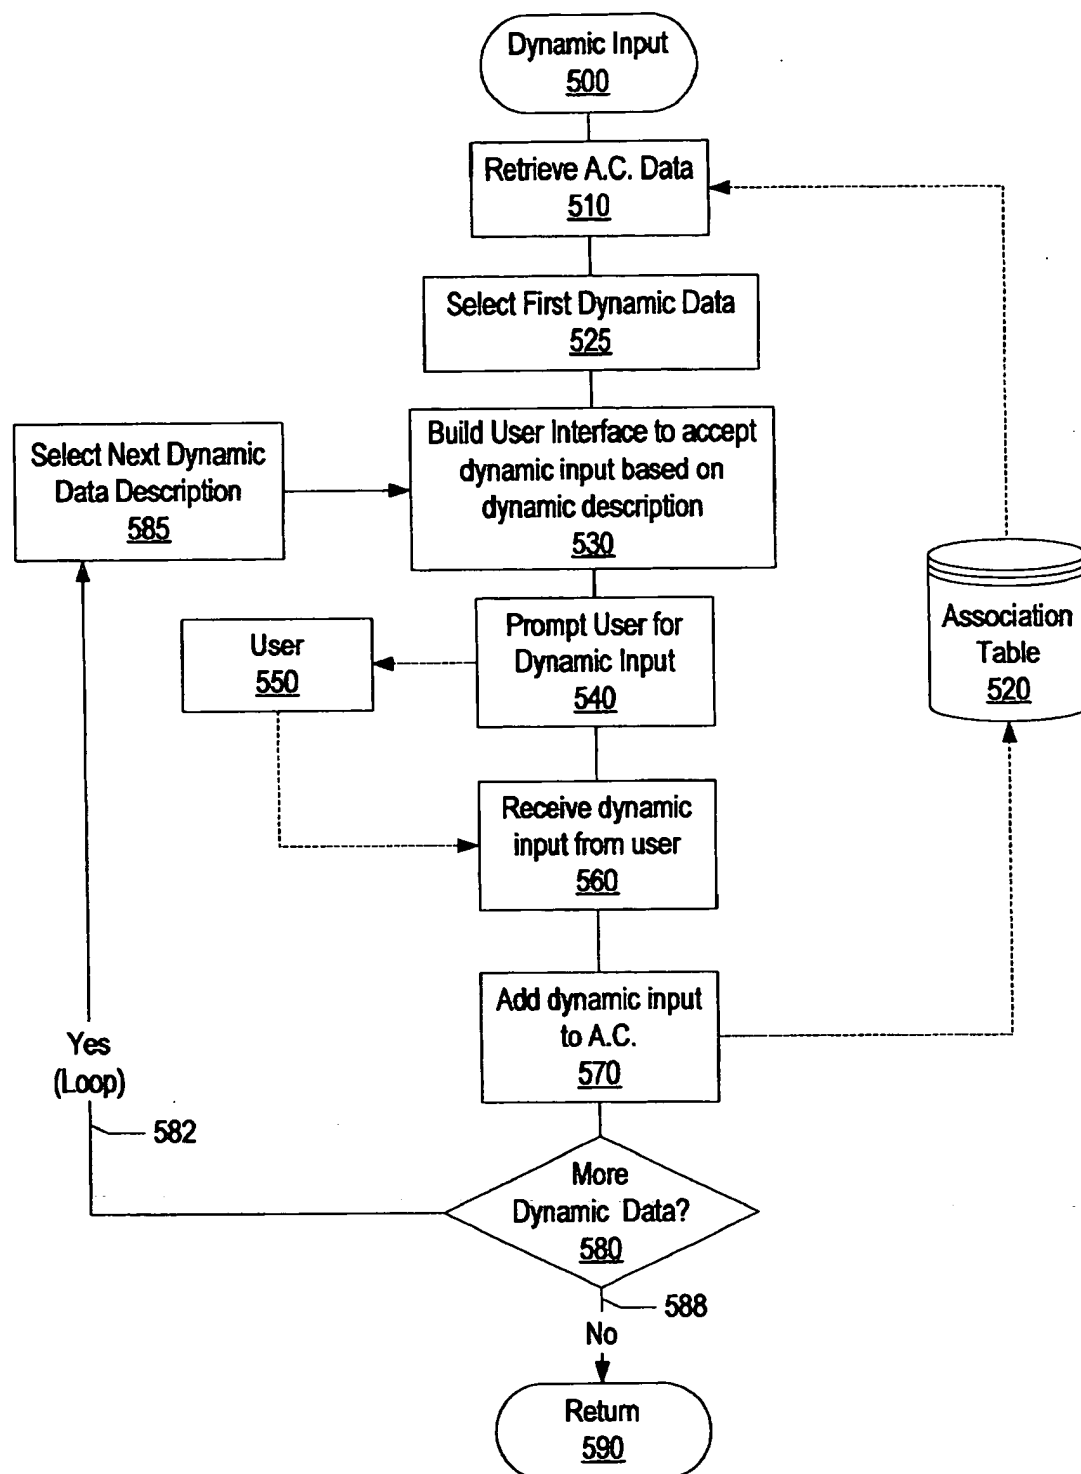 Dynamic Input
500
Retrieve A.C. Data
510
Select First Dynamic Data
525
Build User Interface to accept
dynamic input based on
dynamic description
530
Select Next Dynamic
Data Description
585
Prompt User for
Dynamic Input
540
User
550
Association
Table
520
Receive dynamic
input from user
560
Add dynamic input
to A.C.
570
Yes
(Loop)
582
More
Dynamic Data?
580
588
No
Return
590